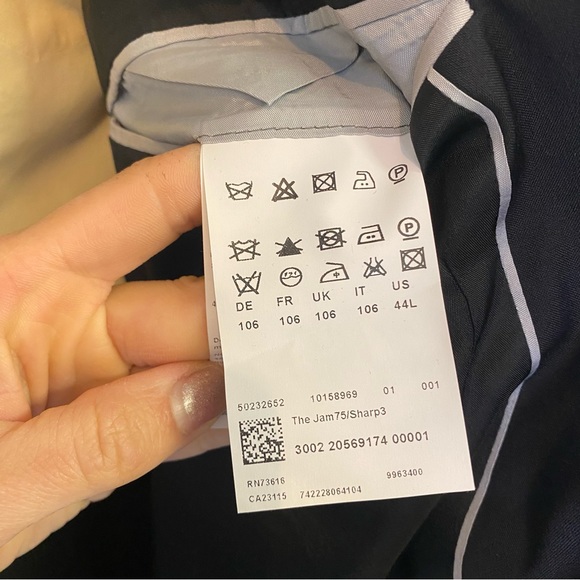 DE FR UK IT US
106 106 106 106 44L
50232652 10158969 01 001
The Jam75/Sharp3
3002 20569174 00001
RN73616
9963400
CA23115 742228064104